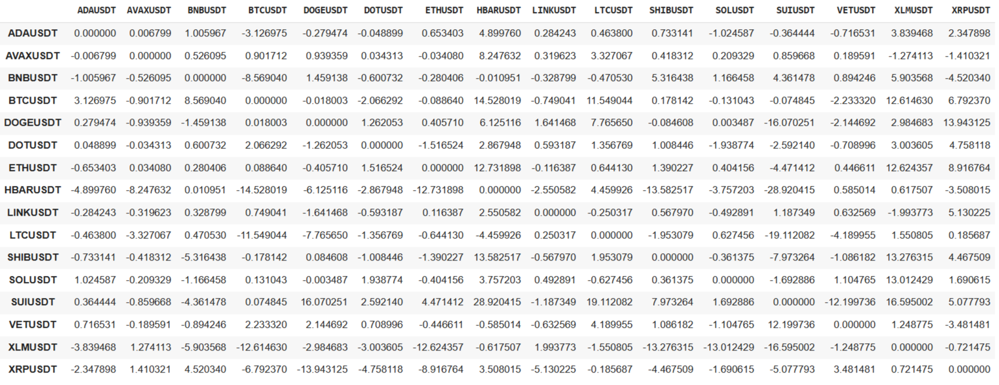 ADAUSDT AVAXUSDT BNBUSDT BTCUSDT DOGEUSDT DOTUSDT ETHUSDT HBARUSDT LINKUSDT LTCUSDT SHIBUSDT SOLUSDT SUIUSDT VETUSDT XLMUSDT XRPUSDT
ADAUSDT 0.000000 0.006799 1.005967 -3.126975 -0.279474 -0.048899 0.653403 4.899760 0.284243 0.463800 0.733141 -1.024587 -0.364444 -0.716531 3.839468 2.347898
AVAXUSDT -0.006799 0.000000 0.526095 0.901712 0.939359 0.034313 -0.034080 8.247632 0.319623 3.327067 0.418312 0.209329 0.859668 0.189591 -1.274113 -1.410321
BNBUSDT -1.005967 -0.526095 0.000000 -8.569040 1.459138 -0.600732 -0.280406 -0.010951 -0.328799 -0.470530 5.316438 1.166458 4.361478 0.894246 5.903568 -4.520340
BTCUSDT 3.126975 -0.901712 8.569040 0.000000 -0.018003 -2.066292 -0.088640 14.528019 -0.749041 11.549044 0.178142 -0.131043 -0.074845 -2.233320 12.614630 6.792370
DOGEUSDT 0.279474 -0.939359 -1.459138 0.018003 0.000000 1.262053 0.405710 6.125116 1.641468 7.765650 -0.084608 0.003487 -16.070251 -2.144692 2.984683 13.943125
DOTUSDT 0.048899 -0.034313 0.600732 2.066292 -1.262053 0.000000 -1.516524 2.867948 0.593187 1.356769 1.008446 -1.938774 -2.592140 -0.708996 3.003605 4.758118
ETHUSDT -0.653403 0.034080 0.280406 0.088640 -0.405710 1.516524 0.000000 12.731898 -0.116387 0.644130 1.390227 0.404156 -4.471412 0.446611 12.624357 8.916764
HBARUSDT -4.899760 -8.247632 0.010951 -14.528019 -6.125116 -2.867948 -12.731898 0.000000 -2.550582 4.459926 -13.582517 -3.757203 -28.920415 0.585014 0.617507 -3.508015
LINKUSDT -0.284243 -0.319623 0.328799 0.749041 -1.641468 -0.593187 0.116387 2.550582 0.000000 -0.250317 0.567970 -0.492891 1.187349 0.632569 -1.993773 5.130225
LTCUSDT -0.463800 -3.327067 0.470530 -11.549044 -7.765650 -1.356769 -0.644130 -4.459926 0.250317 0.000000 -1.953079 0.627456 -19.112082 -4.189955 1.550805 0.185687
SHIBUSDT -0.733141 -0.418312 -5.316438 -0.178142 0.084608 -1.008446 -1.390227 13.582517 -0.567970 1.953079 0.000000 -0.361375 -7.973264 -1.086182 13.276315 4.467509
SOLUSDT 1.024587 -0.209329 -1.166458 0.131043 -0.003487 1.938774 -0.404156 3.757203 0.492891 -0.627456 0.361375 0.000000 -1.692886 1.104765 13.012429 1.690615
SUIUSDT 0.364444 -0.859668 -4.361478 0.074845 16.070251 2.592140 4.471412 28.920415 -1.187349 19.112082 7.973264 1.692886 0.000000 -12.199736 16.595002 5.077793
VETUSDT 0.716531 -0.189591 -0.894246 2.233320 2.144692 0.708996 -0.446611 -0.585014 -0.632569 4.189955 1.086182 -1.104765 12.199736 0.000000 1.248775 -3.481481
XLMUSDT -3.839468 1.274113 -5.903568 -12.614630 -2.984683 -3.003605 -12.624357 -0.617507 1.993773 -1.550805 -13.276315 -13.012429 -16.595002 -1.248775 0.000000 -0.721475
XRPUSDT -2.347898 1.410321 4.520340 -6.792370 -13.943125 -4.758118 -8.916764 3.508015 -5.130225 -0.185687 -4.467509 -1.690615 -5.077793 3.481481 0.721475 0.000000